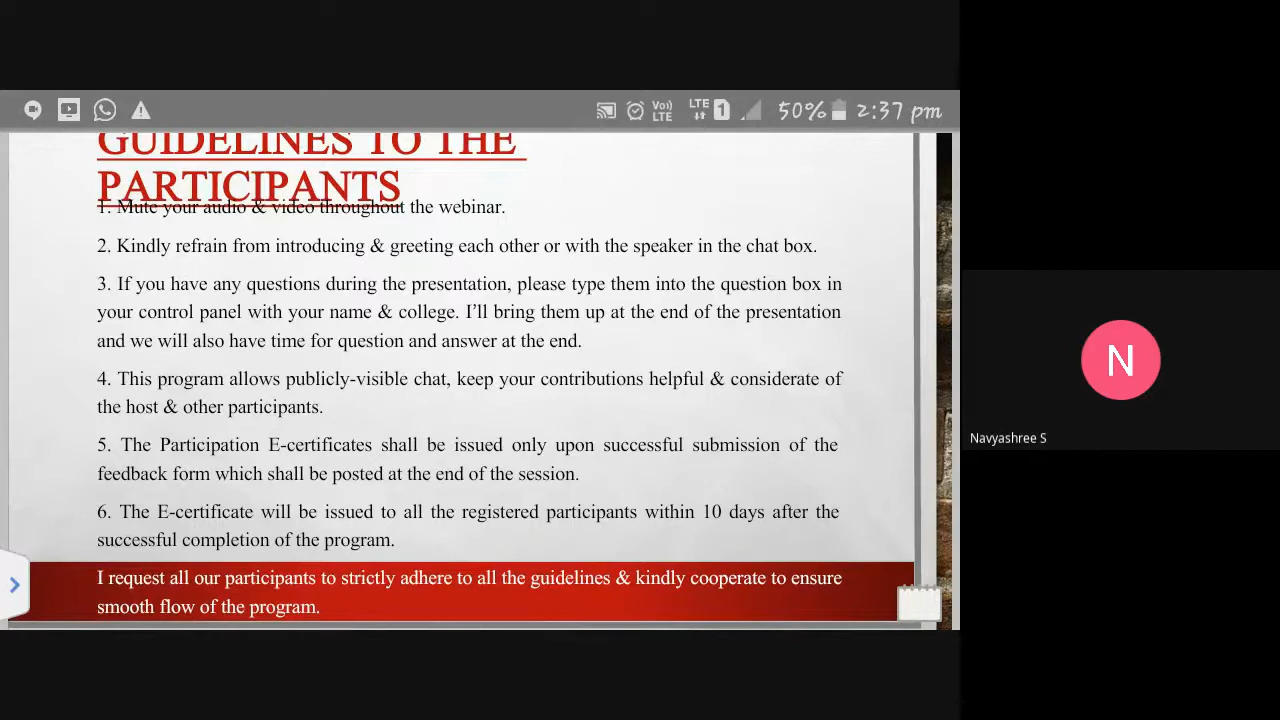 Vo) LTE LTE 1 50% 2:37 pm
GUIDELINES TO THE
PARTICIPANTS
1. Mute your audio & video throughout the webinar.
2. Kindly refrain from introducing & greeting each other or with the speaker in the chat box.
3. If you have any questions during the presentation, please type them into the question box in
your control panel with your name & college. I’ll bring them up at the end of the presentation
and we will also have time for question and answer at the end.
4. This program allows publicly-visible chat, keep your contributions helpful & considerate of
the host & other participants.
5. The Participation E-certificates shall be issued only upon successful submission of the
feedback form which shall be posted at the end of the session.
6. The E-certificate will be issued to all the registered participants within 10 days after the
successful completion of the program.
I request all our participants to strictly adhere to all the guidelines & kindly cooperate to ensure
smooth flow of the program.
N
Navyashree S